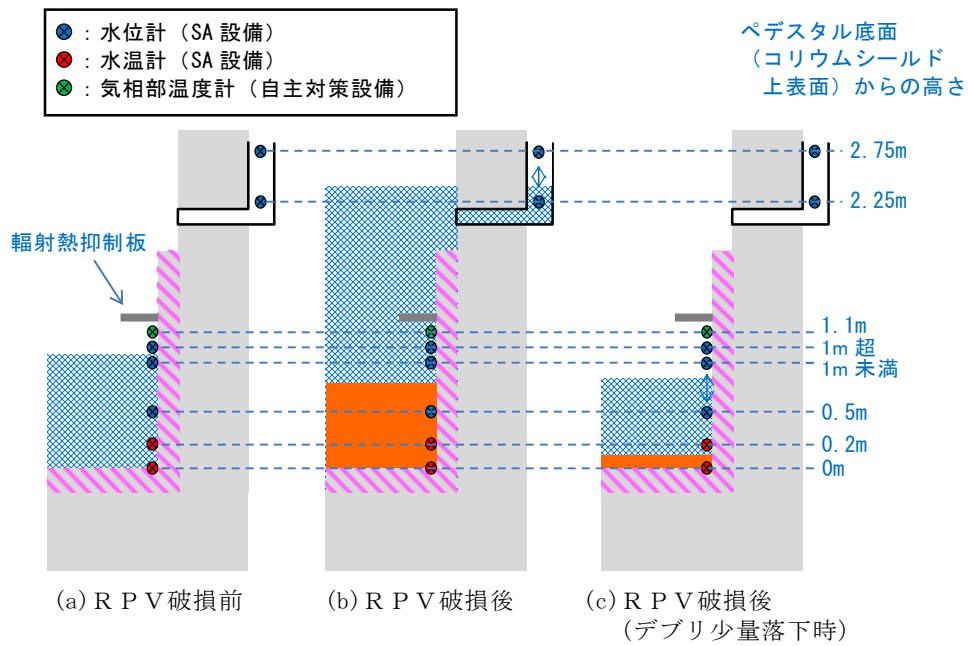 ：水位計（SA 設備）
：水温計（SA 設備）
：気相部温度計（自主対策設備）
ペデスタル底面
（コリウムシールド
上表面）からの高さ
2.75m
2.25m
輻射熱抑制板
1.1m
1m 超
1m 未満
0.5m
0.2m
0m
(a)ＲＰＶ破損前
(b)ＲＰＶ破損後
(c)ＲＰＶ破損後
（デブリ少量落下時）